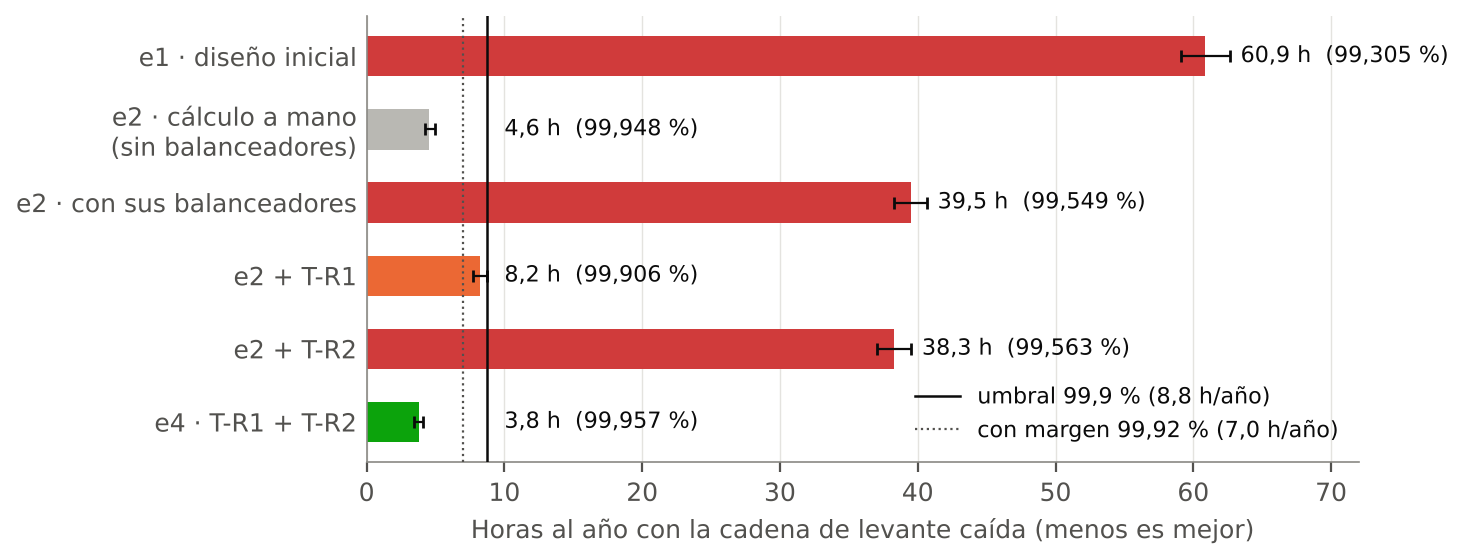 e1 · diseño inicial
60,9 h  (99,305 %)
e2 · cálculo a mano
(sin balanceadores)
4,6 h  (99,948 %)
e2 · con sus balanceadores
39,5 h  (99,549 %)
e2 + T-R1
8,2 h  (99,906 %)
e2 + T-R2
38,3 h  (99,563 %)
e4 · T-R1 + T-R2
3,8 h  (99,957 %)
umbral 99,9 % (8,8 h/año)
con margen 99,92 % (7,0 h/año)
0 10 20 30 40 50 60 70
Horas al año con la cadena de levante caída (menos es mejor)